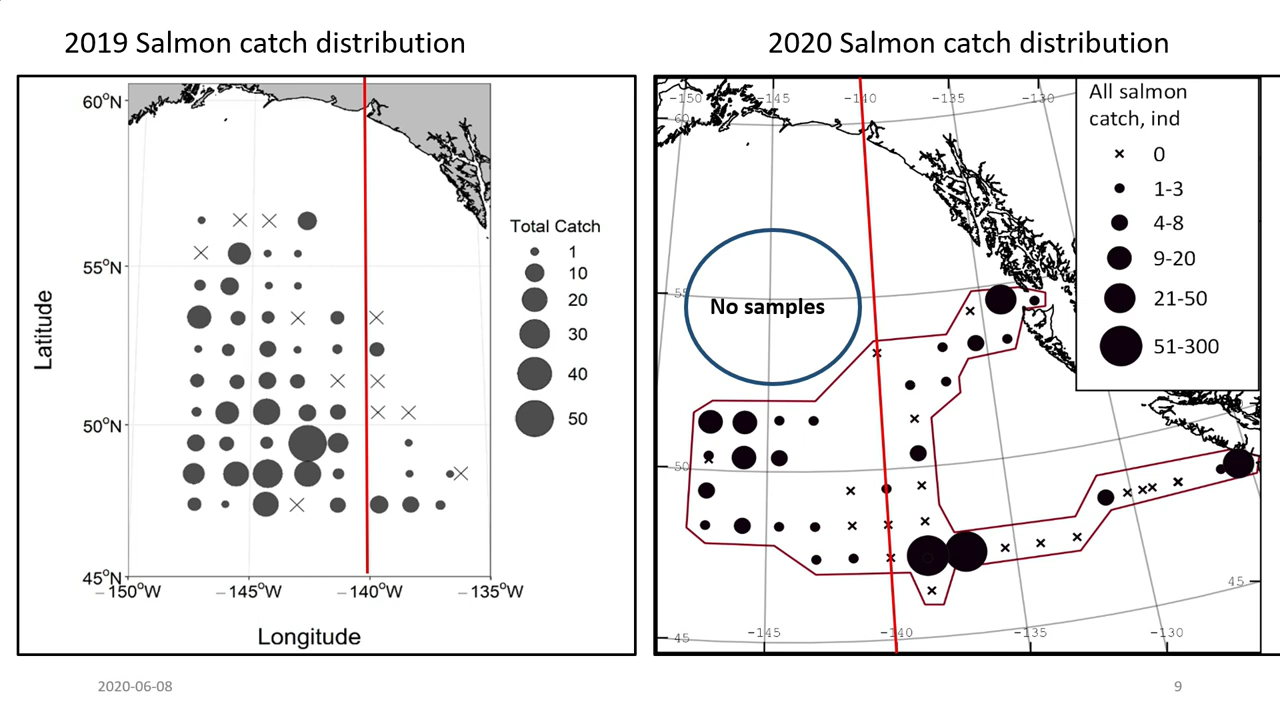 2019 Salmon catch distribution
60°N
55°N
50°N
45°N
−150°W
−145°W
−140°W
−135°W
Latitude
Longitude
Total Catch
1
10
20
30
40
50
2020 Salmon catch distribution
-150
-145
-140
-135
-130
60
55
50
45
45
-145
-140
-135
-130
No samples
All salmon
catch, ind
0
1-3
4-8
9-20
21-50
51-300
2020-06-08
9